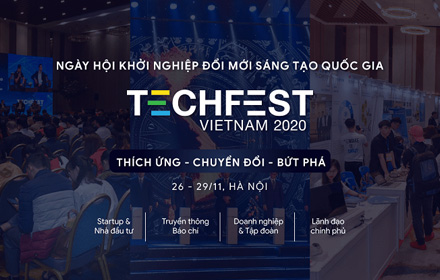 NGÀY HỘI KHỞI NGHIỆP ĐỔI MỚI SÁNG TẠO QUỐC GIA
TECHFEST
VIETNAM 2020
THÍCH ỨNG - CHUYỂN ĐỔI - BỨT PHÁ
26 - 29/11, HÀ NỘI
Startup &
Nhà đầu tư
Truyền thông
Báo chí
Doanh nghiệp
& Tập đoàn
Lãnh đạo
chính phủ